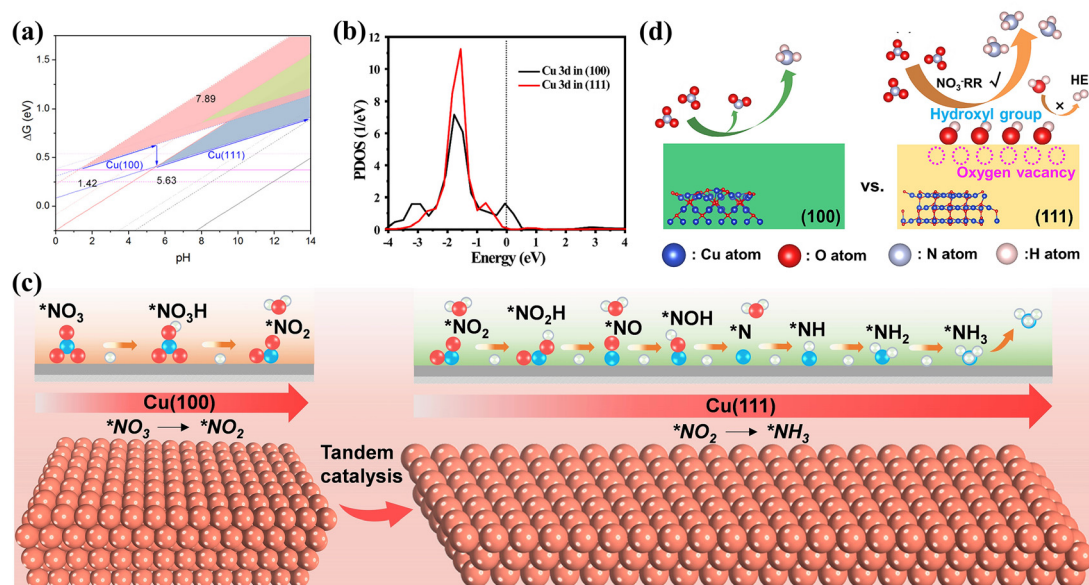 (a)
ΔG (eV)
1.5
1.0
0.5
0.0
7.89
Cu(100)
Cu(111)
1.42
5.63
0 2 4 6 8 10 12 14
pH
(b)
PDOS (1/eV)
12
10
8
6
4
2
0
Cu 3d in (100)
Cu 3d in (111)
-4 -3 -2 -1 0 1 2 3 4
Energy (eV)
(d)
NO₃⁻RR √
HE
×
Hydroxyl group
Oxygen vacancy
(100)
vs.
(111)
: Cu atom : O atom : N atom :H atom
(c)
*NO₃ *NO₃H *NO₂
Cu(100)
*NO₃ → *NO₂
Tandem
catalysis
*NO₂ *NO₂H *NO *NOH *N *NH *NH₂ *NH₃
Cu(111)
*NO₂ → *NH₃